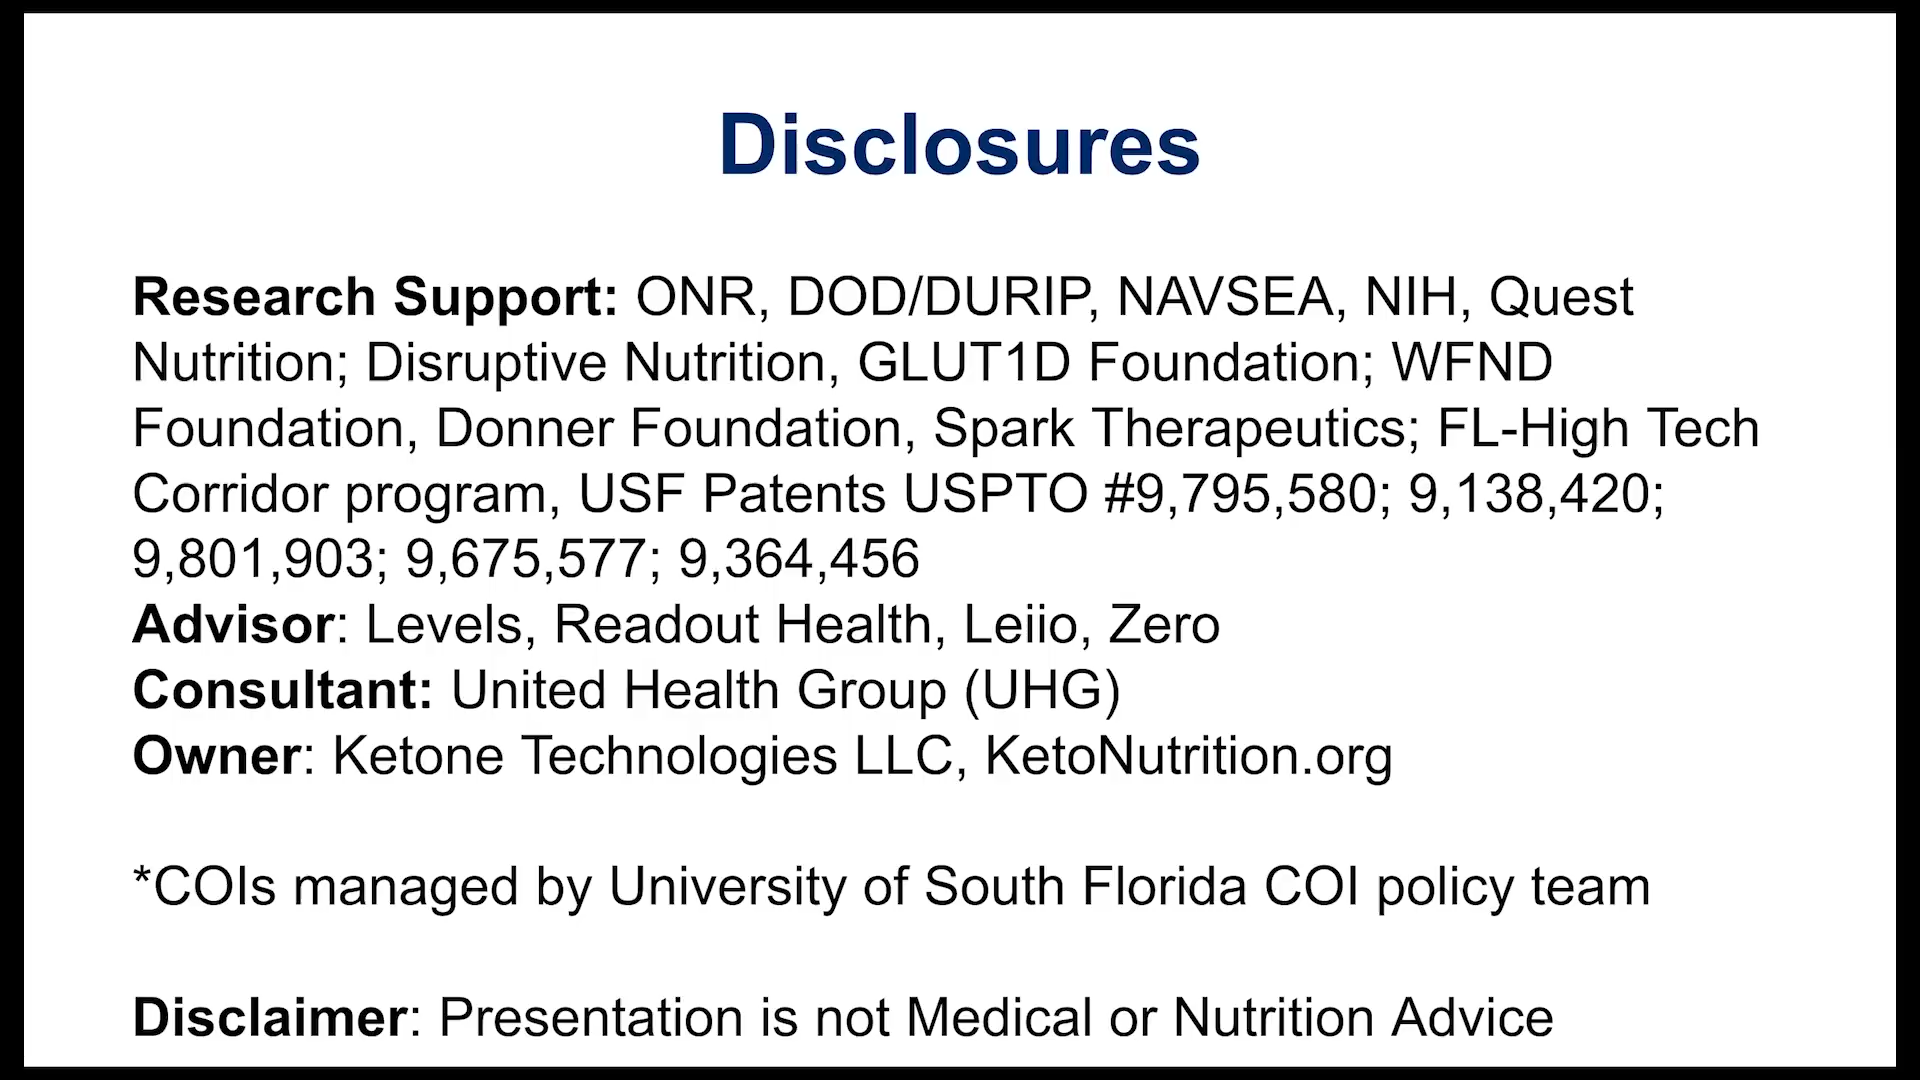 Disclosures
Research Support: ONR, DOD/DURIP, NAVSEA, NIH, Quest
Nutrition; Disruptive Nutrition, GLUT1D Foundation; WFND
Foundation, Donner Foundation, Spark Therapeutics; FL-High Tech
Corridor program, USF Patents USPTO #9,795,580; 9,138,420;
9,801,903; 9,675,577; 9,364,456
Advisor: Levels, Readout Health, Leiio, Zero
Consultant: United Health Group (UHG)
Owner: Ketone Technologies LLC, KetoNutrition.org
*COIs managed by University of South Florida COI policy team
Disclaimer: Presentation is not Medical or Nutrition Advice